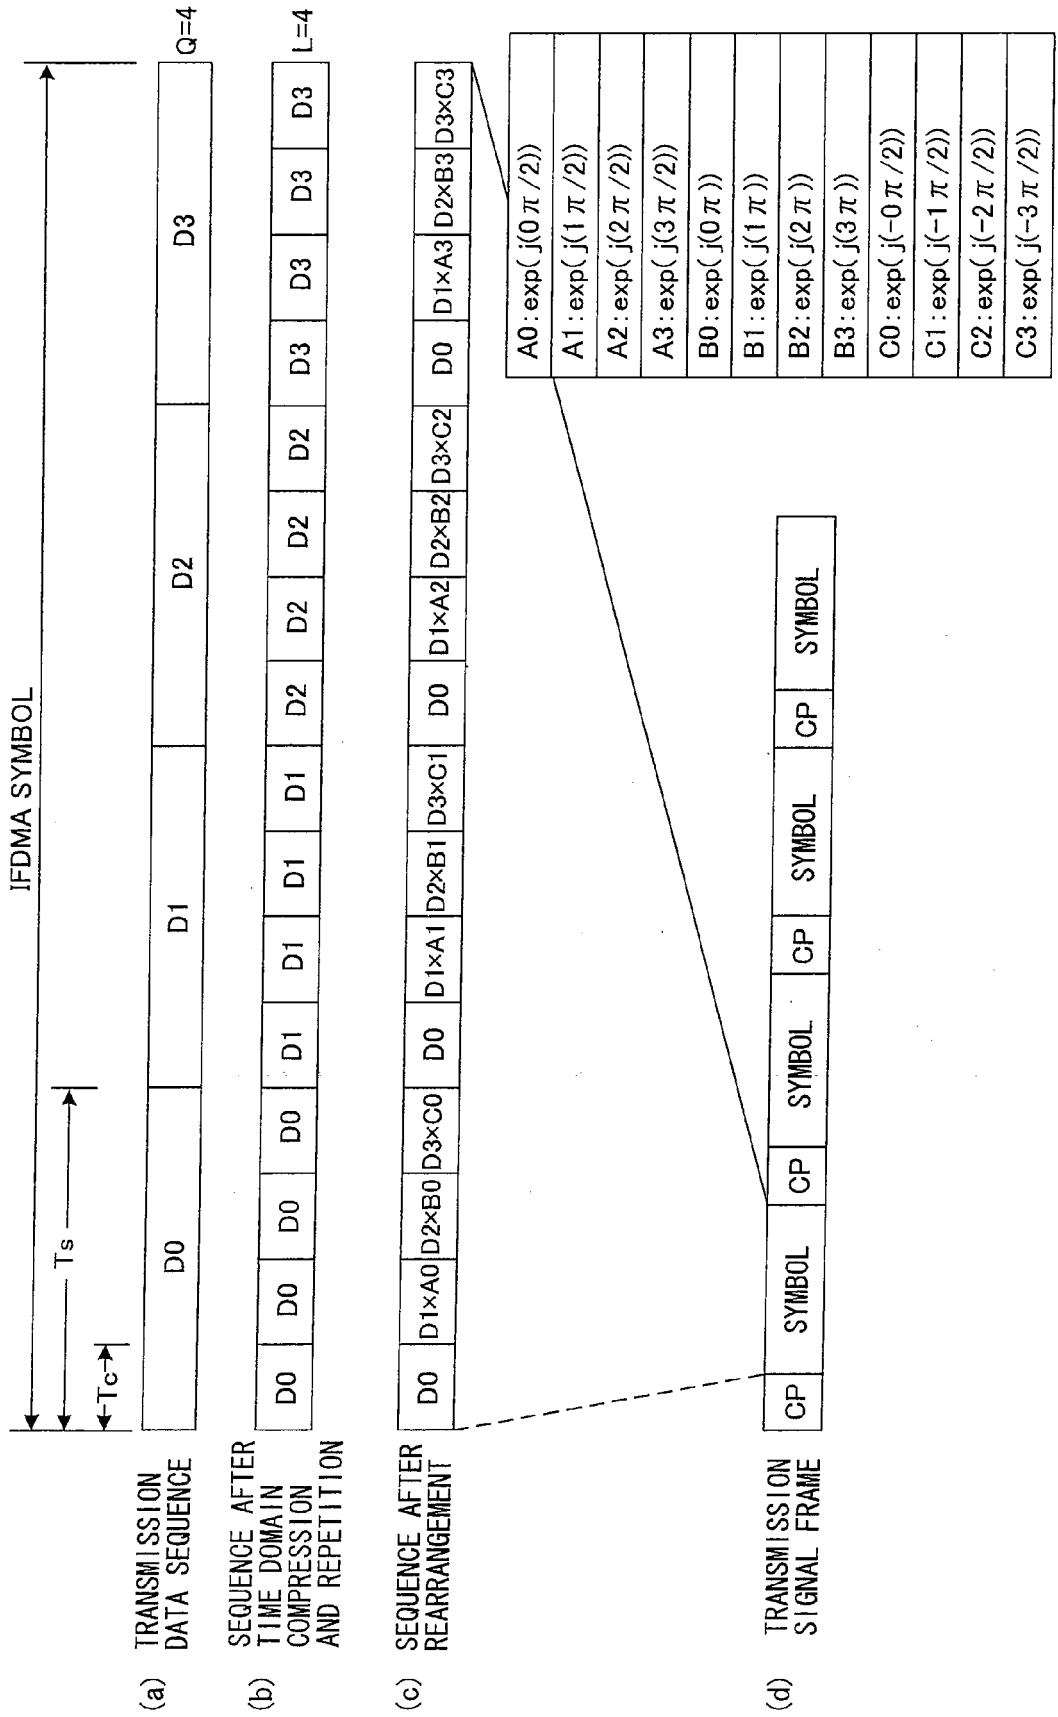 IFDMA SYMBOL
Ts
Tc
(a) TRANSMISSION
DATA SEQUENCE
D0 D1 D2 D3 Q=4
(b) SEQUENCE AFTER
TIME DOMAIN
COMPRESSION
AND REPETITION
D0 D0 D0 D0 D1 D1 D1 D1 D2 D2 D2 D2 D3 D3 D3 D3 L=4
(c) SEQUENCE AFTER
REARRANGEMENT
D0 D1×A0 D2×B0 D3×C0 D0 D1×A1 D2×B1 D3×C1 D0 D1×A2 D2×B2 D3×C2 D0 D1×A3 D2×B3 D3×C3
A0:exp(j(0π/2))
A1:exp(j(1π/2))
A2:exp(j(2π/2))
A3:exp(j(3π/2))
B0:exp(j(0π))
B1:exp(j(1π))
B2:exp(j(2π))
B3:exp(j(3π))
C0:exp(j(-0π/2))
C1:exp(j(-1π/2))
C2:exp(j(-2π/2))
C3:exp(j(-3π/2))
(d) TRANSMISSION
SIGNAL FRAME
CP SYMBOL CP SYMBOL CP SYMBOL CP SYMBOL